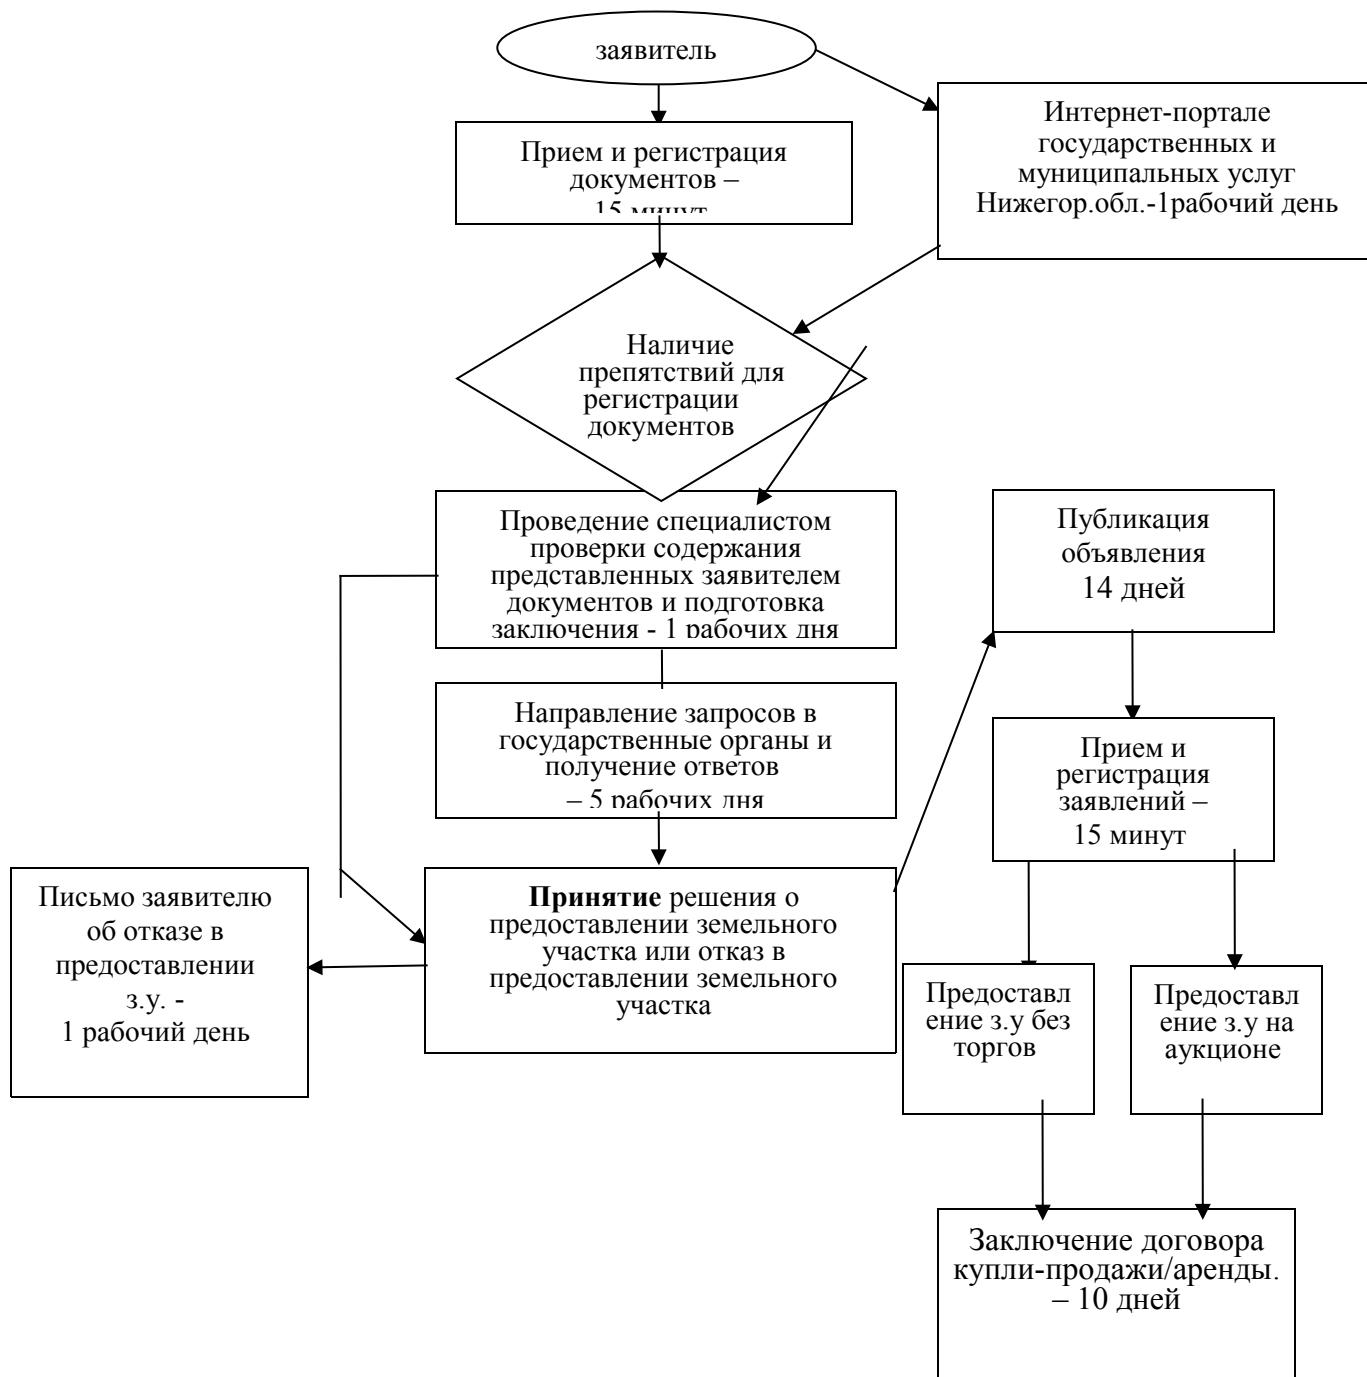 заявитель
Прием и регистрация
документов –
15 минут
Интернет-портале
государственных и
муниципальных услуг
Нижегор.обл.-1рабочий день
Наличие
препятствий для
регистрации
документов
Проведение специалистом
проверки содержания
представленных заявителем
документов и подготовка
заключения - 1 рабочих дня
Направление запросов в
государственные органы и
получение ответов
– 5 рабочих дня
Принятие решения о
предоставлении земельного
участка или отказ в
предоставлении земельного
участка
Письмо заявителю
об отказе в
предоставлении
з.у. -
1 рабочий день
Публикация
объявления
14 дней
Прием и
регистрация
заявлений –
15 минут
Предоставл
ение з.у без
торгов
Предоставл
ение з.у на
аукционе
Заключение договора
купли-продажи/аренды.
– 10 дней